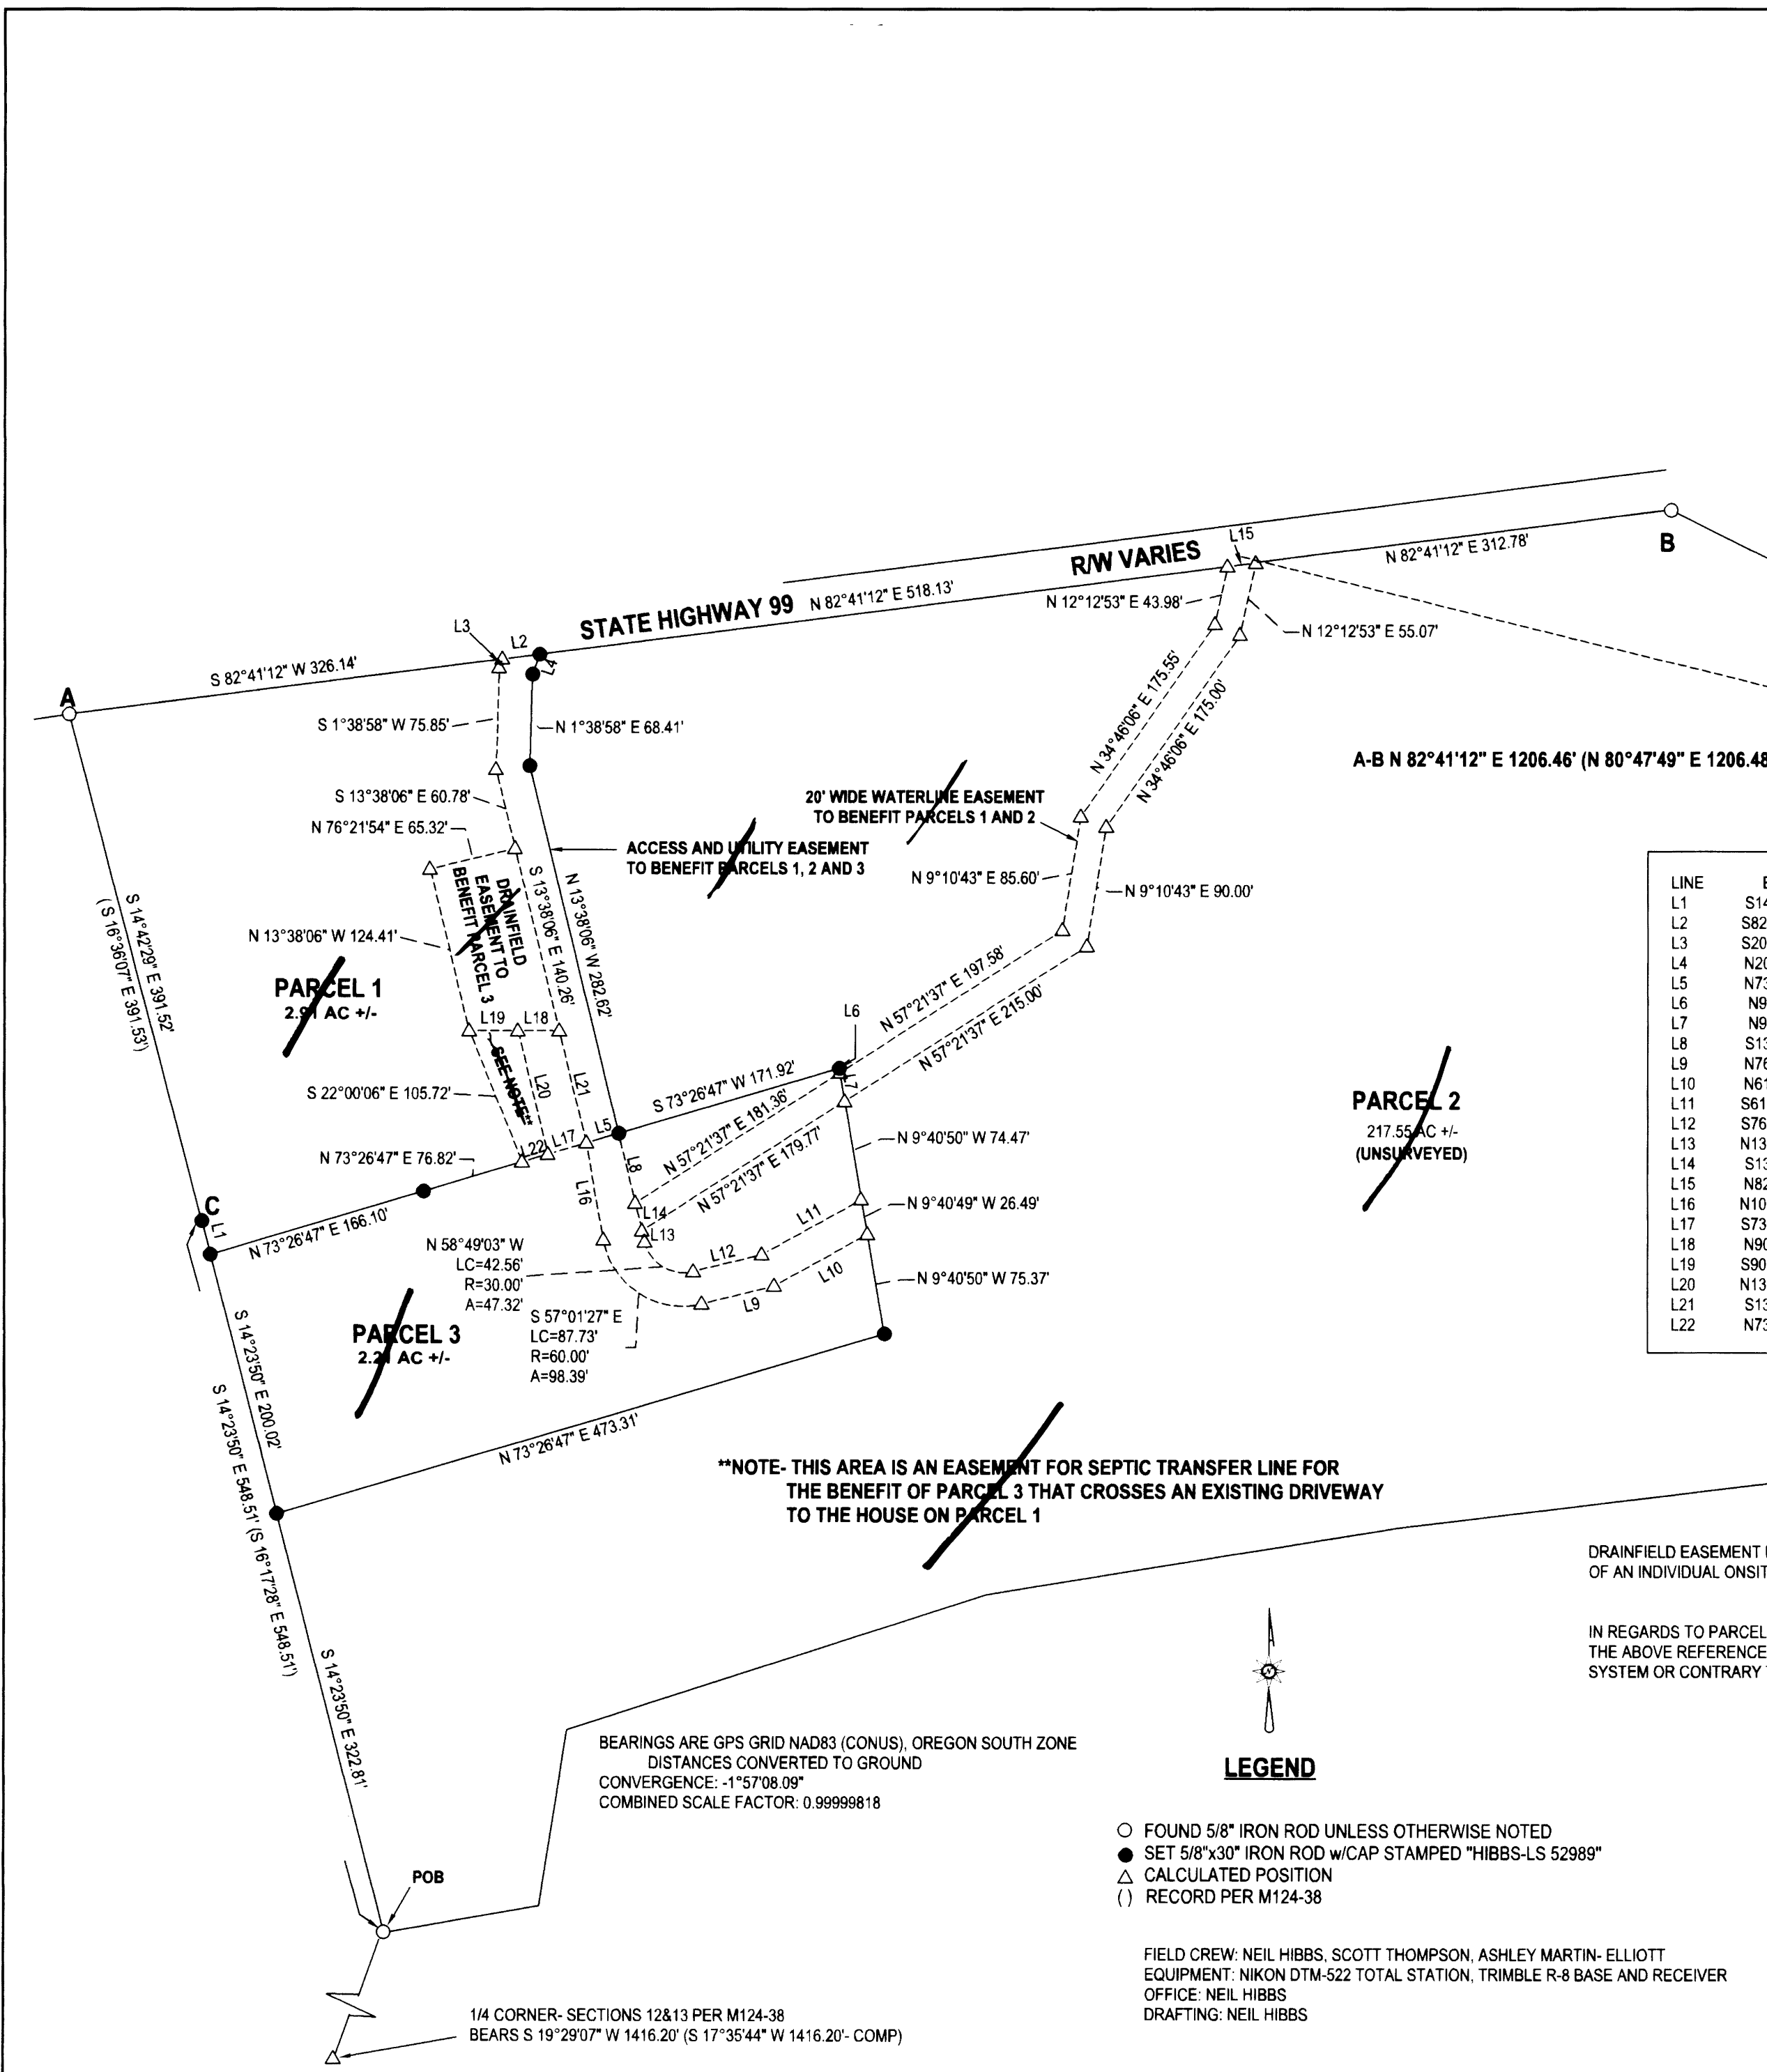 L15
B
R/W VARIES
N 82°41'12" E 312.78'
STATE HIGHWAY 99
N 82°41'12" E 518.13'
N 12°12'53" E 43.98'
N 12°12'53" E 55.07'
L3
L2
L4
S 82°41'12" W 326.14'
A
S 1°38'58" W 75.85'
N 1°38'58" E 68.41'
N 34°46'06" E 175.55'
N 34°46'06" E 175.00'
A-B N 82°41'12" E 1206.46' (N 80°47'49" E 1206.48
S 13°38'06" E 60.78'
N 76°21'54" E 65.32'
20' WIDE WATERLINE EASEMENT
TO BENEFIT PARCELS 1 AND 2
ACCESS AND UTILITY EASEMENT
TO BENEFIT PARCELS 1, 2 AND 3
N 9°10'43" E 85.60'
N 9°10'43" E 90.00'
DRAINFIELD
EASEMENT TO
BENEFIT PARCEL 3
S 13°38'06" E 140.26'
N 13°38'06" W 282.62'
N 13°38'06" W 124.41'
S 14°42'29" E 391.52'
( S 16°36'07" E 391.53')
PARCEL 1
2.91 AC +/-
L19
L18
SEE NOTE**
L20
L21
S 22°00'06" E 105.72'
N 57°21'37" E 197.58'
N 57°21'37" E 215.00'
L6
L7
S 73°26'47" W 171.92'
N 57°21'37" E 181.36'
N 57°21'37" E 179.77'
L5
L17
L22
L8
N 73°26'47" E 76.82'
N 9°40'50" W 74.47'
PARCEL 2
217.55 AC +/-
(UNSURVEYED)
LINE
L1 S14
L2 S82
L3 S20
L4 N20
L5 N73
L6 N9
L7 N9
L8 S13
L9 N76
L10 N61
L11 S61
L12 S76
L13 N13
L14 S13
L15 N82
L16 N10
L17 S73
L18 N90
L19 S90
L20 N13
L21 S13
L22 N73
C
L1
N 73°26'47" E 166.10'
L16
L14
L13
L12
L11
L10
L9
N 9°40'49" W 26.49'
N 9°40'50" W 75.37'
N 58°49'03" W
LC=42.56'
R=30.00'
A=47.32'
S 57°01'27" E
LC=87.73'
R=60.00'
A=98.39'
PARCEL 3
2.21 AC +/-
S 14°23'50" E 200.02'
S 14°23'50" E 548.51' (S 16°17'28" E 548.51')
N 73°26'47" E 473.31'
**NOTE- THIS AREA IS AN EASEMENT FOR SEPTIC TRANSFER LINE FOR
THE BENEFIT OF PARCEL 3 THAT CROSSES AN EXISTING DRIVEWAY
TO THE HOUSE ON PARCEL 1
DRAINFIELD EASEMENT
OF AN INDIVIDUAL ONSIT
IN REGARDS TO PARCEL
THE ABOVE REFERENCE
SYSTEM OR CONTRARY
S 14°23'50" E 322.81'
BEARINGS ARE GPS GRID NAD83 (CONUS), OREGON SOUTH ZONE
DISTANCES CONVERTED TO GROUND
CONVERGENCE: -1°57'08.09"
COMBINED SCALE FACTOR: 0.99999818
LEGEND
FOUND 5/8" IRON ROD UNLESS OTHERWISE NOTED
SET 5/8"x30" IRON ROD w/CAP STAMPED "HIBBS-LS 52989"
CALCULATED POSITION
( ) RECORD PER M124-38
POB
FIELD CREW: NEIL HIBBS, SCOTT THOMPSON, ASHLEY MARTIN- ELLIOTT
EQUIPMENT: NIKON DTM-522 TOTAL STATION, TRIMBLE R-8 BASE AND RECEIVER
OFFICE: NEIL HIBBS
DRAFTING: NEIL HIBBS
1/4 CORNER- SECTIONS 12&13 PER M124-38
BEARS S 19°29'07" W 1416.20' (S 17°35'44" W 1416.20'- COMP)